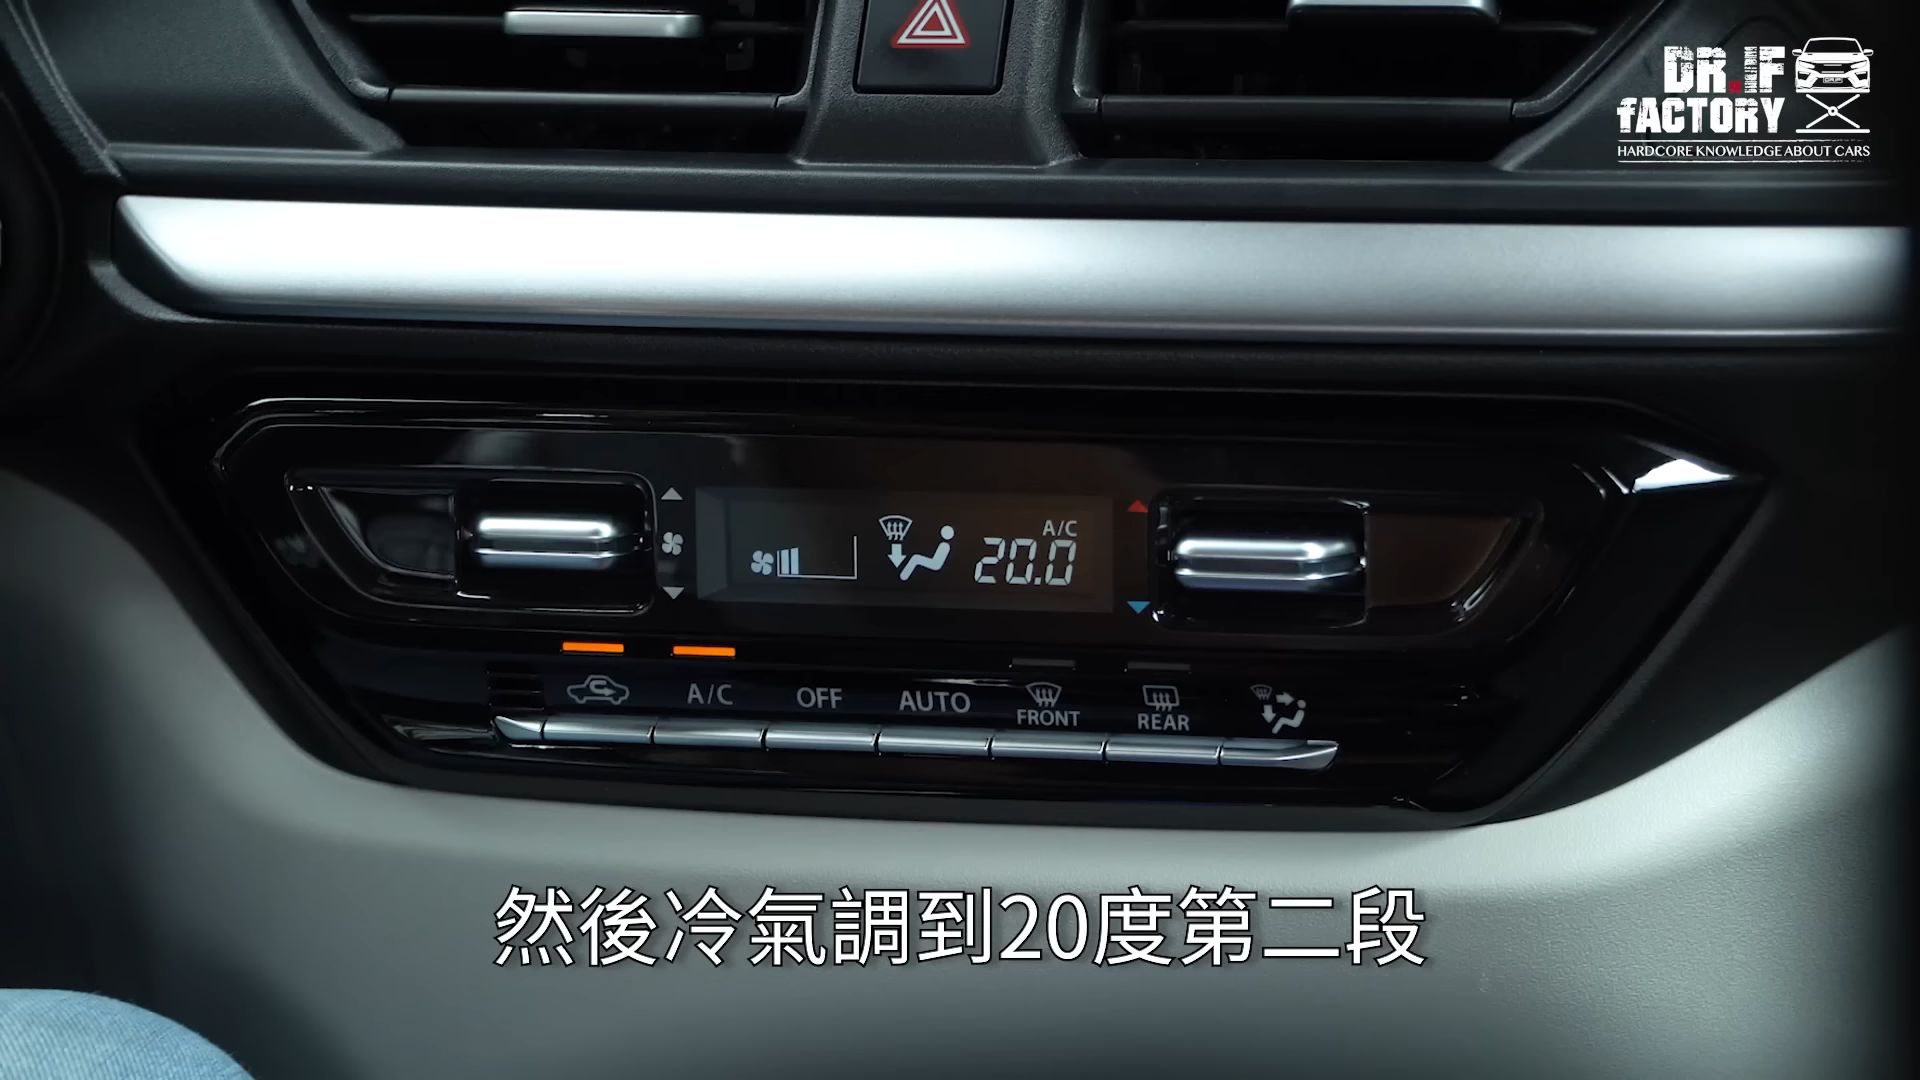 DR.IF
fACTORY
HARDCORE KNOWLEDGE ABOUT CARS
A/C
20.0
A/C
OFF
AUTO
FRONT
REAR
然後冷氣調到20度第二段